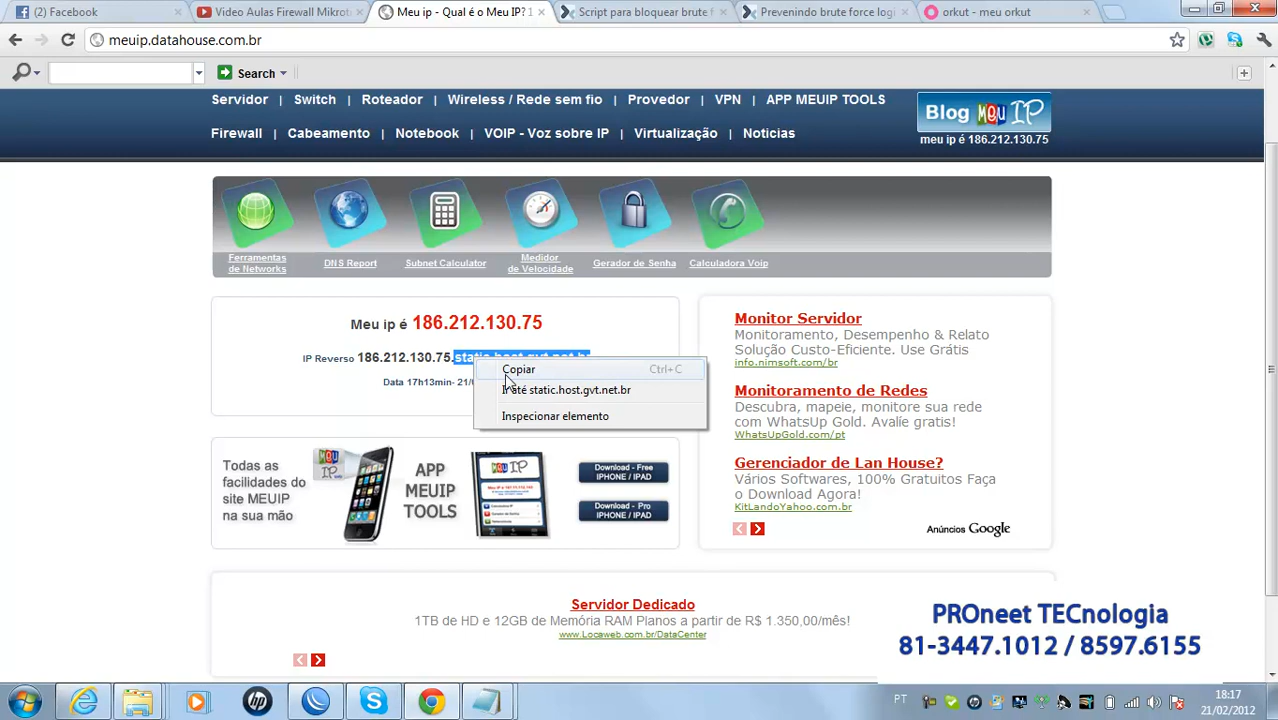 Facebook
Video Aulas Firewall Mikrot
Meu ip - Qual é o Meu IP? 1
Script para bloquear brute f
Prevenindo brute force logi
orkut - meu orkut
meuip.datahouse.com.br
Search
Servidor | Switch | Roteador | Wireless / Rede sem fio | Provedor | VPN | APP MEUIP TOOLS
Firewall | Cabeamento | Notebook | VOIP - Voz sobre IP | Virtualização | Noticias
Blog MEU IP
meu ip é 186.212.130.75
Ferramentas
de Networks
DNS Report
Subnet Calculator
Medidor
de Velocidade
Gerador de Senha
Calculadora Voip
Meu ip é 186.212.130.75
IP Reverso 186.212.130.75.static.host.gvt.net.br
Data 17h13min- 21/0
Copiar Ctrl+C
Ir até static.host.gvt.net.br
Inspecionar elemento
Monitor Servidor
Monitoramento, Desempenho & Relato
Solução Custo-Eficiente. Use Grátis
info.nimsoft.com/br
Monitoramento de Redes
Descubra, mapeie, monitore sua rede
com WhatsUp Gold. Avalíe gratis!
WhatsUpGold.com/pt
Gerenciador de Lan House?
Vários Softwares, 100% Gratuitos Faça
o Download Agora!
KitLandoYahoo.com.br
Anúncios Google
Todas as
facilidades do
site MEUIP
na sua mão
MEU IP
APP
MEUIP
TOOLS
MEU IP
Download - Free
IPHONE / IPAD
Download - Pro
IPHONE / IPAD
Servidor Dedicado
1TB de HD e 12GB de Memória RAM Planos a partir de R$ 1.350,00/mês!
www.Locaweb.com.br/DataCenter
PROneet TECnologia
81-3447.1012 / 8597.6155
PT
18:17
21/02/2012